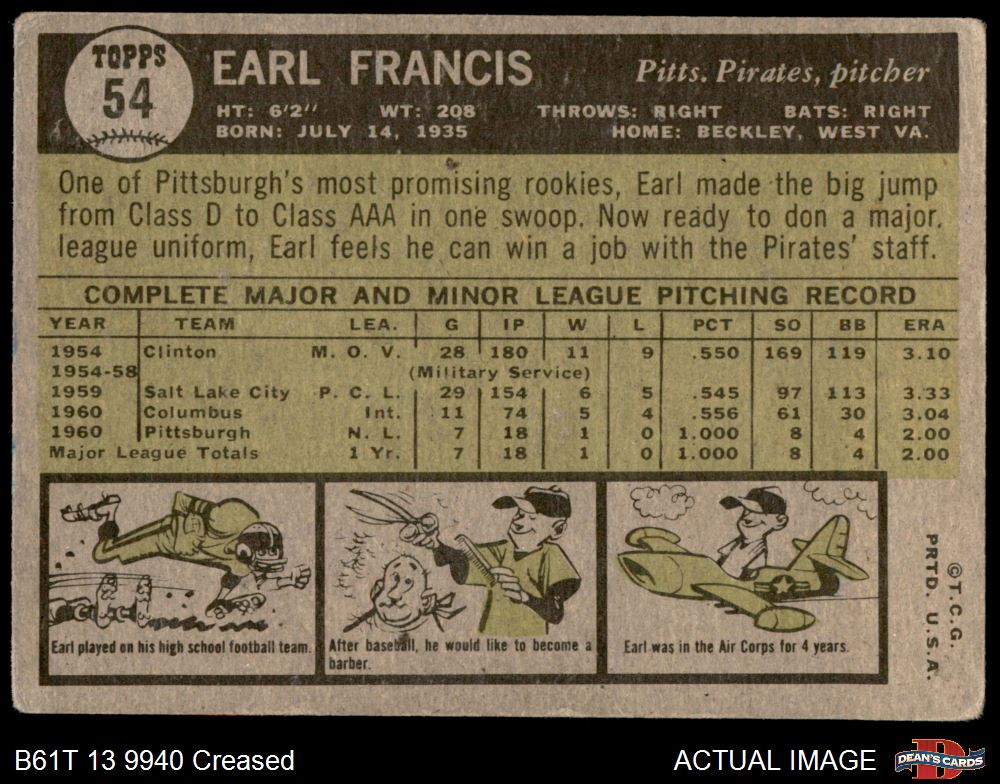 TOPPS
54
EARL FRANCIS
Pitts. Pirates, pitcher
HT: 6'2" WT: 208 THROWS: RIGHT BATS: RIGHT
BORN: JULY 14, 1935 HOME: BECKLEY, WEST VA.
One of Pittsburgh's most promising rookies, Earl made the big jump
from Class D to Class AAA in one swoop. Now ready to don a major
league uniform, Earl feels he can win a job with the Pirates' staff.
COMPLETE MAJOR AND MINOR LEAGUE PITCHING RECORD
YEAR TEAM LEA. G IP W L PCT SO BB ERA
1954 Clinton M. O. V. 28 180 11 9 .550 169 119 3.10
1954-58 (Military Service)
1959 Salt Lake City P. C. L. 29 154 6 5 .545 97 113 3.33
1960 Columbus Int. 11 74 5 4 .556 61 30 3.04
1960 Pittsburgh N. L. 7 18 1 0 1.000 8 4 2.00
Major League Totals 1 Yr. 7 18 1 0 1.000 8 4 2.00
Earl played on his high school football team.
After baseball, he would like to become a
barber.
Earl was in the Air Corps for 4 years.
©T.C.G.
PRTD. U.S.A.
B61T 13 9940 Creased
ACTUAL IMAGE
DEAN'S CARDS